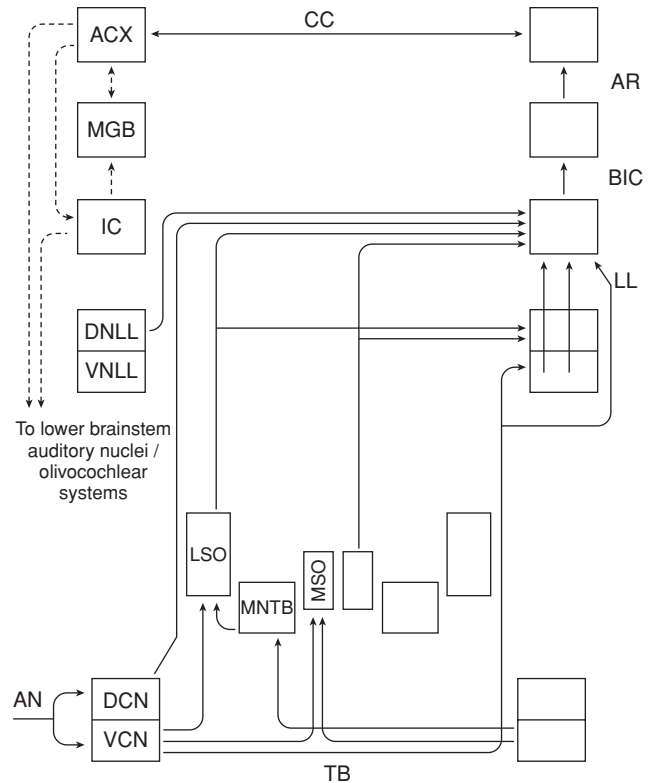 ACX
CC
AR
MGB
BIC
IC
LL
DNLL
VNLL
To lower brainstem
auditory nuclei /
olivocochlear
systems
LSO
MSO
MNTB
AN
DCN
VCN
TB